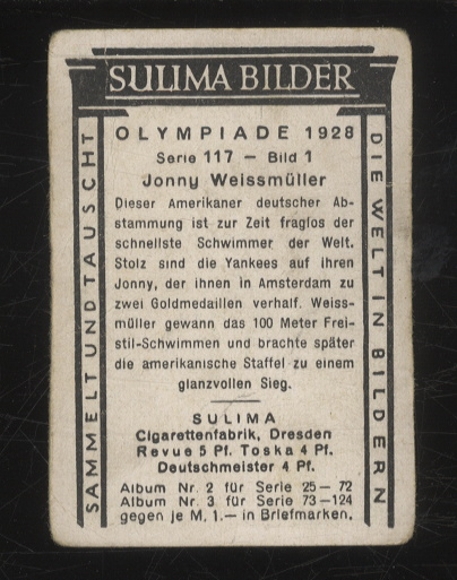 SULIMA BILDER
OLYMPIADE 1928
Serie 117 — Bild 1
Jonny Weissmüller
Dieser Amerikaner deutscher Ab-
stammung ist zur Zeit fraglos der
schnellste Schwimmer der Welt.
Stolz sind die Yankees auf ihren
Jonny, der ihnen in Amsterdam zu
zwei Goldmedaillen verhalf. Weiss-
müller gewann das 100 Meter Frei-
stil-Schwimmen und brachte später
die amerikanische Staffel zu einem
glanzvollen Sieg.
SULIMA
Cigarettenfabrik, Dresden
Revue 5 Pf. Toska 4 Pf.
Deutschmeister 4 Pf.
Album Nr. 2 für Serie 25— 72
Album Nr. 3 für Serie 73—124
gegen je M. 1.— in Briefmarken.
SAMMELT UND TAUSCHT
DIE WELT IN BILDERN